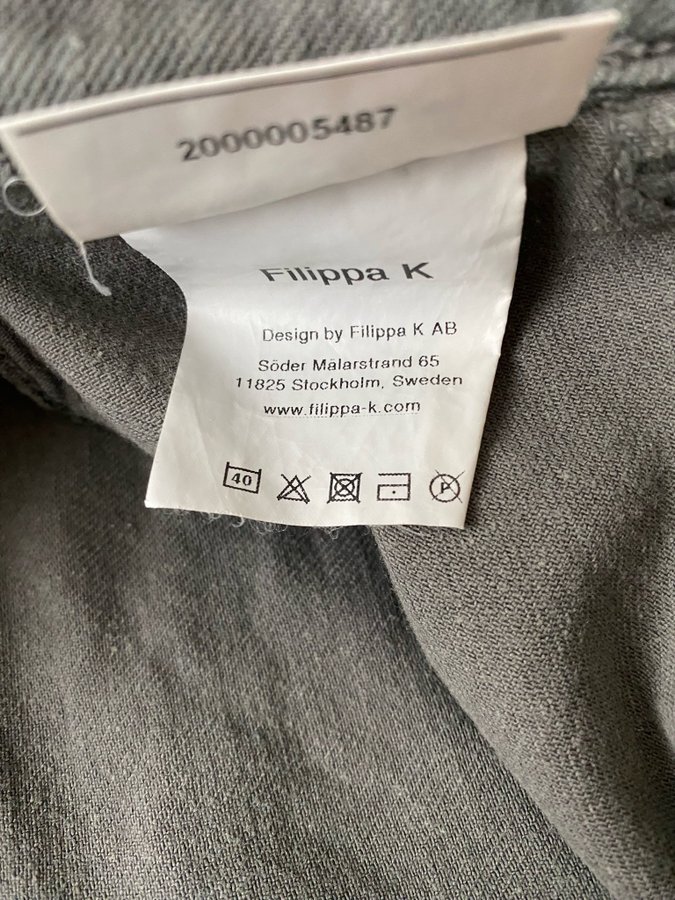 2000005487
Filippa K
Design by Filippa K AB
Söder Mälarstrand 65
11825 Stockholm, Sweden
www.filippa-k.com
40
P